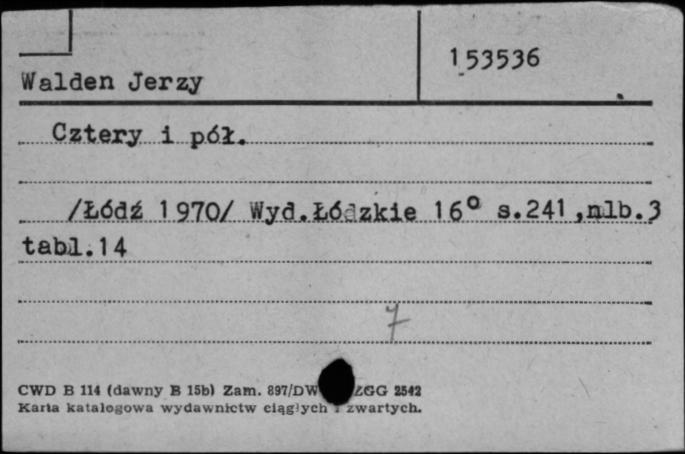 153536
Walden Jerzy
Cztery i pół.
/Łódź 1970/ Wyd.Łódzkie 16° s.241,nlb.3
tabl.14
7
CWD B 114 (dawny B 15b) Zam. 897/DW ZGG 2542
Karta katalogowa wydawnictw ciągłych i zwartych.